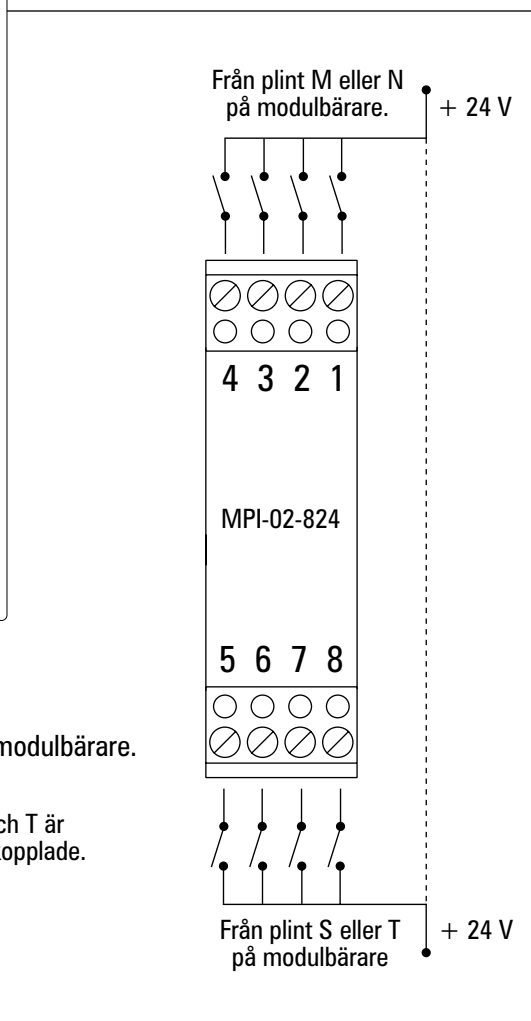 Från plint M eller N
på modulbärare.
+ 24 V
4 3 2 1
MPI-02-824
5 6 7 8
modulbärare.
ch T är
kopplade.
Från plint S eller T
på modulbärare
+ 24 V